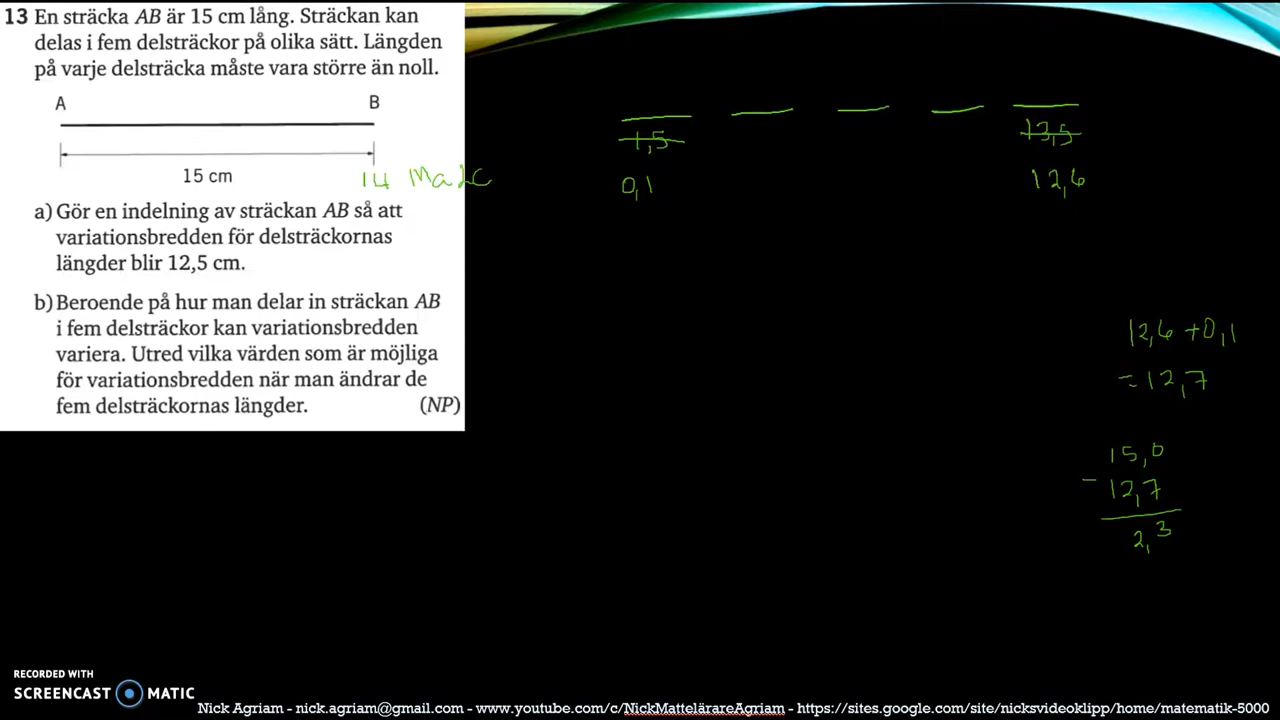 13 En sträcka AB är 15 cm lång. Sträckan kan
delas i fem delsträckor på olika sätt. Längden
på varje delsträcka måste vara större än noll.
A B
15 cm
14 Max
a) Gör en indelning av sträckan AB så att
variationsbredden för delsträckornas
längder blir 12,5 cm.
b) Beroende på hur man delar in sträckan AB
i fem delsträckor kan variationsbredden
variera. Utred vilka värden som är möjliga
för variationsbredden när man ändrar de
fem delsträckornas längder. (NP)
1,5 13,5
0,1 12,6
12,6 +0,1
=12,7
15,0
- 12,7
2,3
RECORDED WITH
SCREENCAST MATIC
Nick Agriam - nick.agriam@gmail.com - www.youtube.com/c/NickMattelärareAgriam - https://sites.google.com/site/nicksvideoklipp/home/matematik-5000